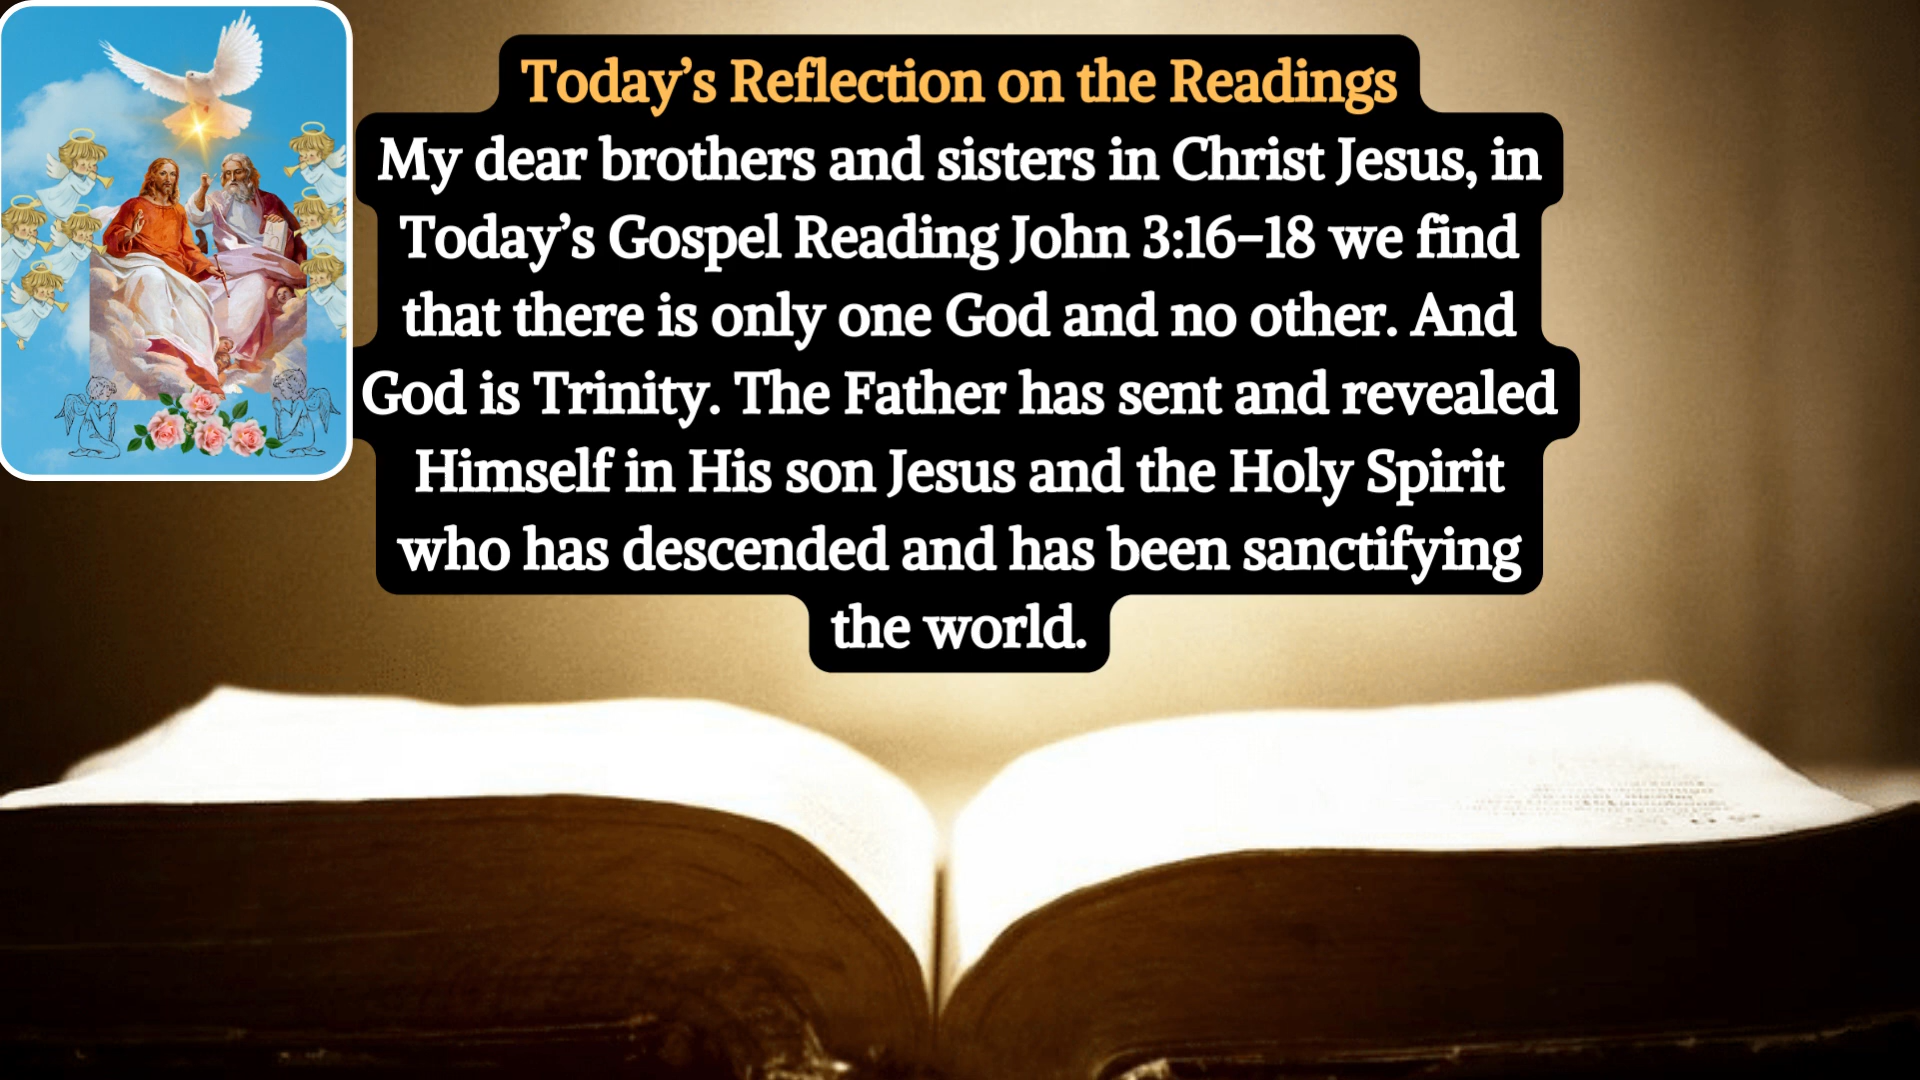 Today’s Reflection on the Readings
My dear brothers and sisters in Christ Jesus, in
Today’s Gospel Reading John 3:16–18 we find
that there is only one God and no other. And
God is Trinity. The Father has sent and revealed
Himself in His son Jesus and the Holy Spirit
who has descended and has been sanctifying
the world.